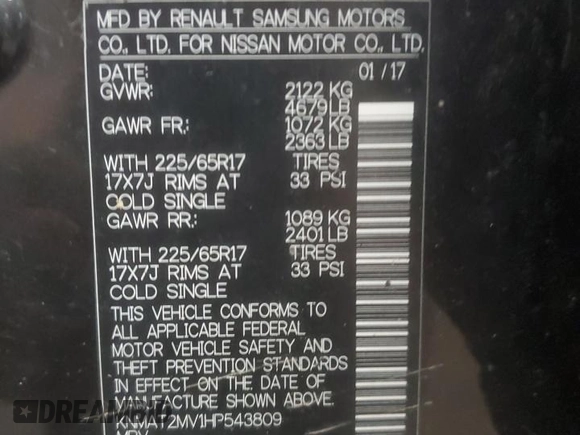 MFD BY RENAULT SAMSUNG MOTORS
CO., LTD. FOR NISSAN MOTOR CO., LTD.
DATE: 01/17
GVWR: 2122 KG
4679LB
GAWR FR.: 1072 KG
2363 LB
WITH 225/65R17 TIRES
17X7J RIMS AT 33 PSI
COLD SINGLE
GAWR RR.: 1089 KG
2401 LB
WITH 225/65R17 TIRES
17X7J RIMS AT 33 PSI
COLD SINGLE
THIS VEHICLE CONFORMS TO
ALL APPLICABLE FEDERAL
MOTOR VEHICLE SAFETY AND
THEFT PREVENTION STANDARDS
IN EFFECT ON THE DATE OF
MANUFACTURE SHOWN ABOVE.
KNMAT2MV1HP543809